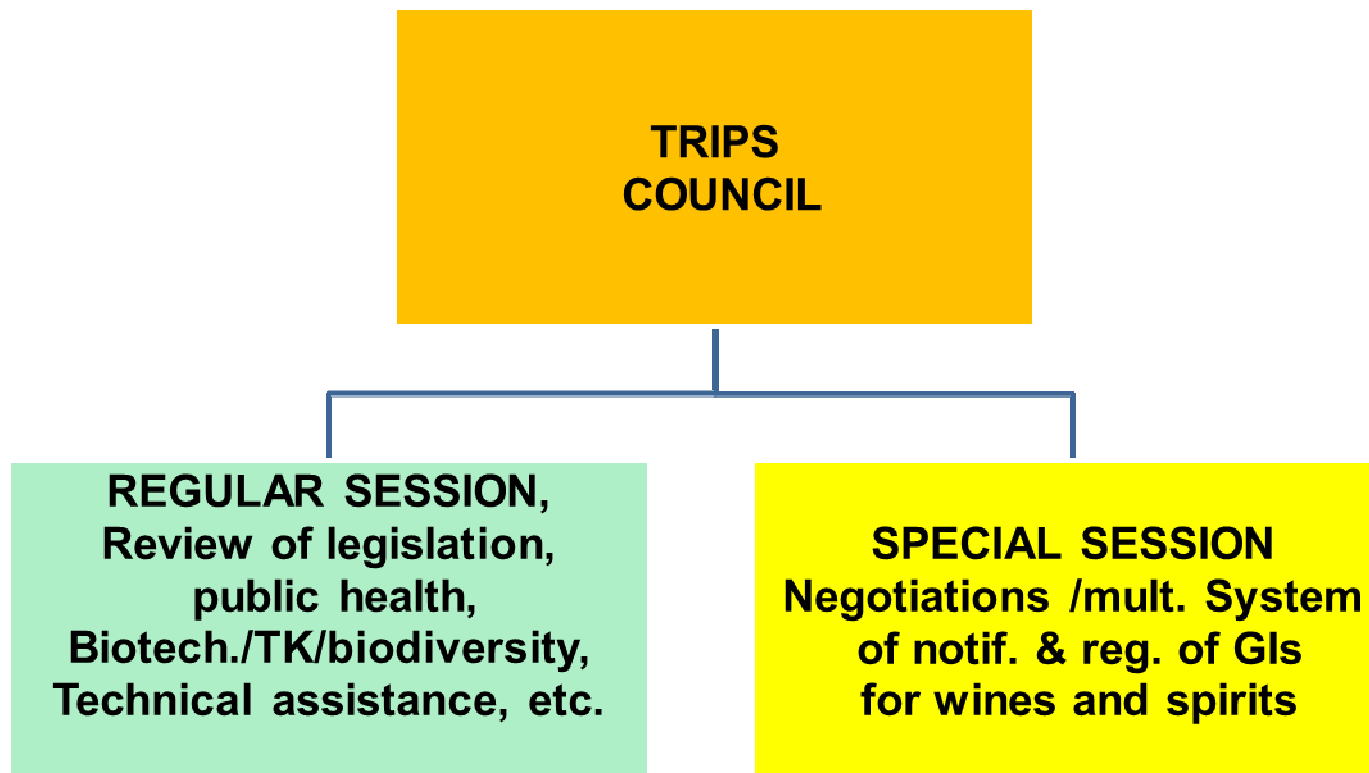 TRIPS
COUNCIL
REGULAR SESSION,
Review of legislation,
public health,
Biotech./TK/biodiversity,
Technical assistance, etc.
SPECIAL SESSION
Negotiations /mult. System
of notif. & reg. of GIs
for wines and spirits